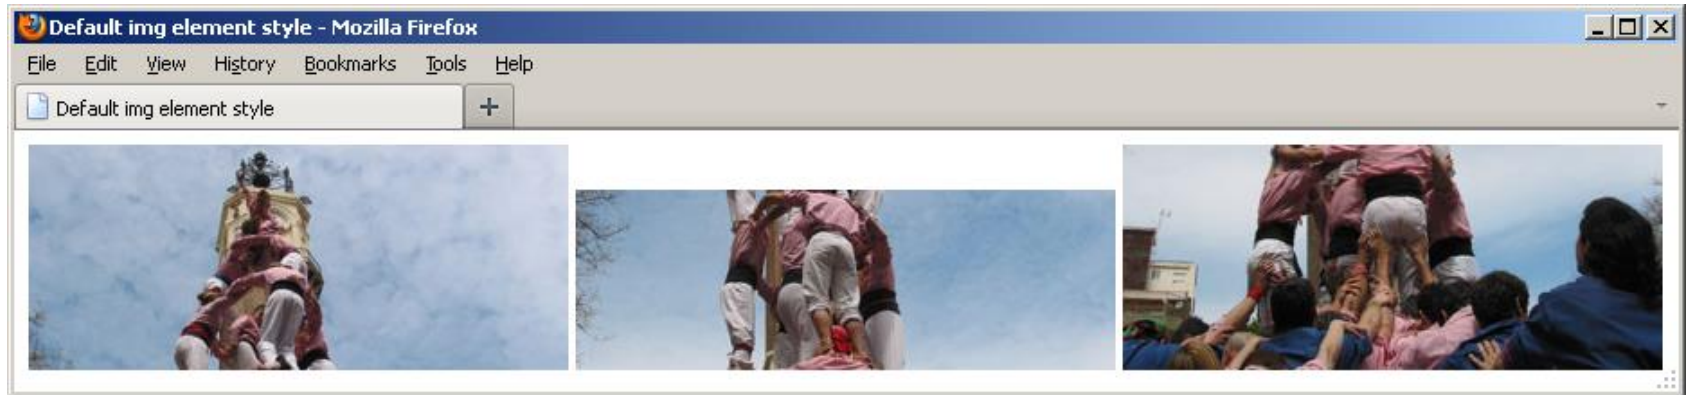 Default img element style - Mozilla Firefox
File Edit View History Bookmarks Tools Help
Default img element style